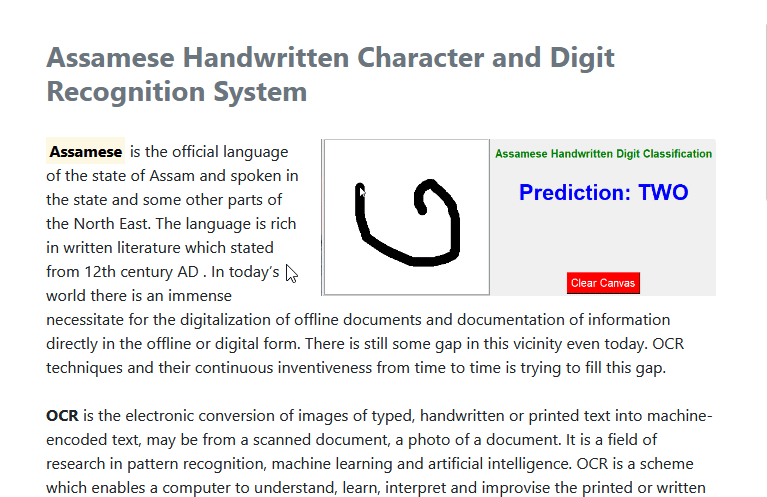 Assamese Handwritten Character and Digit
Recognition System
Assamese is the official language
of the state of Assam and spoken in
the state and some other parts of
the North East. The language is rich
in written literature which stated
from 12th century AD . In today’s
world there is an immense
৩
Assamese Handwritten Digit Classification
Prediction: TWO
Clear Canvas
necessitate for the digitalization of offline documents and documentation of information
directly in the offline or digital form. There is still some gap in this vicinity even today. OCR
techniques and their continuous inventiveness from time to time is trying to fill this gap.
OCR is the electronic conversion of images of typed, handwritten or printed text into machine-
encoded text, may be from a scanned document, a photo of a document. It is a field of
research in pattern recognition, machine learning and artificial intelligence. OCR is a scheme
which enables a computer to understand, learn, interpret and improvise the printed or written